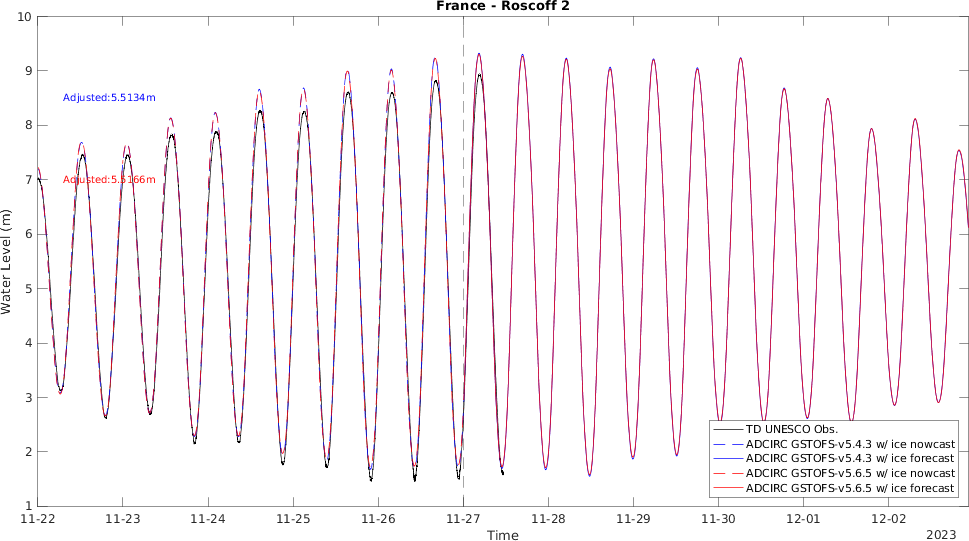 France - Roscoff 2
10
9
8
7
6
5
4
3
2
1
Water Level (m)
Adjusted:5.5134m
Adjusted:5.5166m
TD UNESCO Obs.
ADCIRC GSTOFS-v5.4.3 w/ ice nowcast
ADCIRC GSTOFS-v5.4.3 w/ ice forecast
ADCIRC GSTOFS-v5.6.5 w/ ice nowcast
ADCIRC GSTOFS-v5.6.5 w/ ice forecast
11-22 11-23 11-24 11-25 11-26 11-27 11-28 11-29 11-30 12-01 12-02
Time
2023